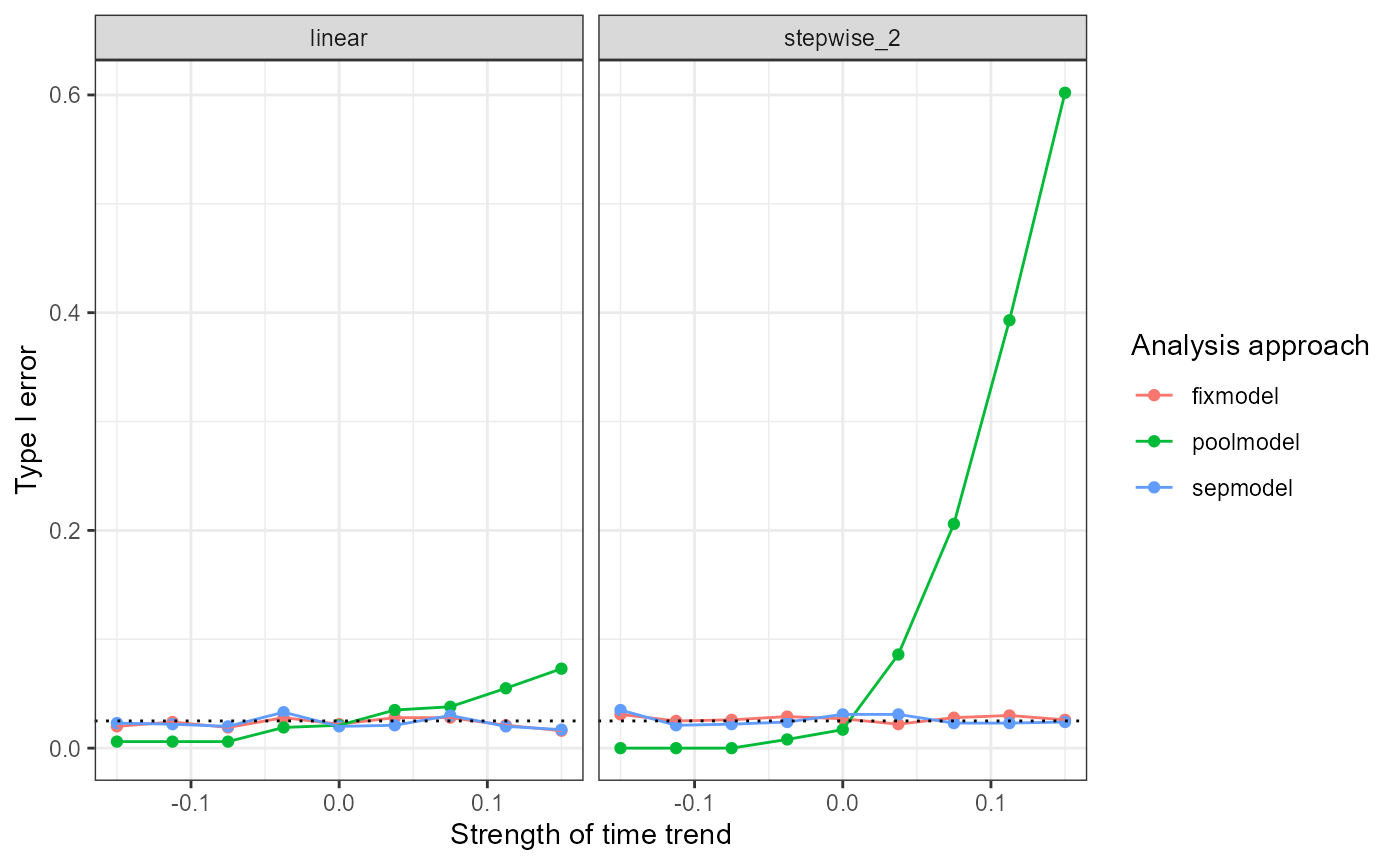 linear
stepwise_2
0.6
0.4
0.2
0.0
Type I error
-0.1
0.0
0.1
-0.1
0.0
0.1
Strength of time trend
Analysis approach
fixmodel
poolmodel
sepmodel